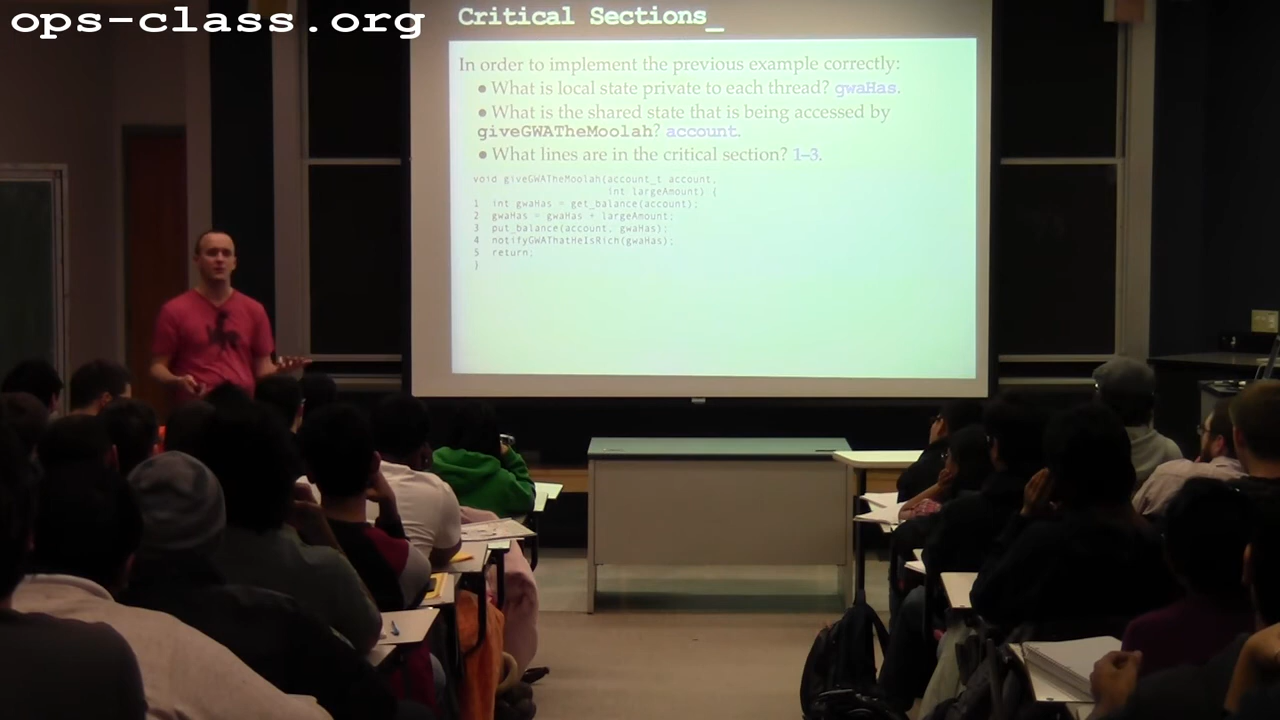 ops-class.org
Critical Sections_
In order to implement the previous example correctly:
● What is local state private to each thread? gwaHas.
● What is the shared state that is being accessed by
giveGWATheMoolah? account.
● What lines are in the critical section? 1–3.
void giveGWATheMoolah(account_t account,
int largeAmount) {
1 int gwaHas = get_balance(account);
2 gwaHas = gwaHas + largeAmount;
3 put_balance(account, gwaHas);
4 notifyGWAThatHeIsRich(gwaHas);
5 return;
}